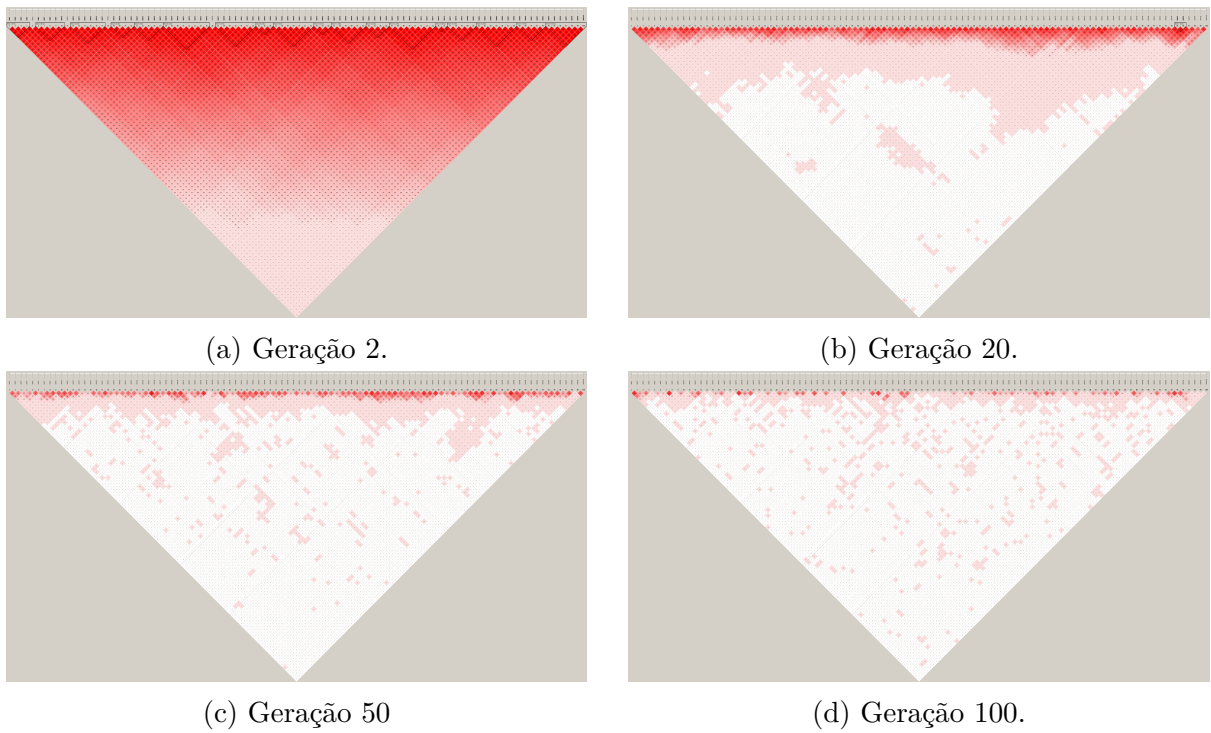 (a) Geração 2.
(b) Geração 20.
(c) Geração 50
(d) Geração 100.